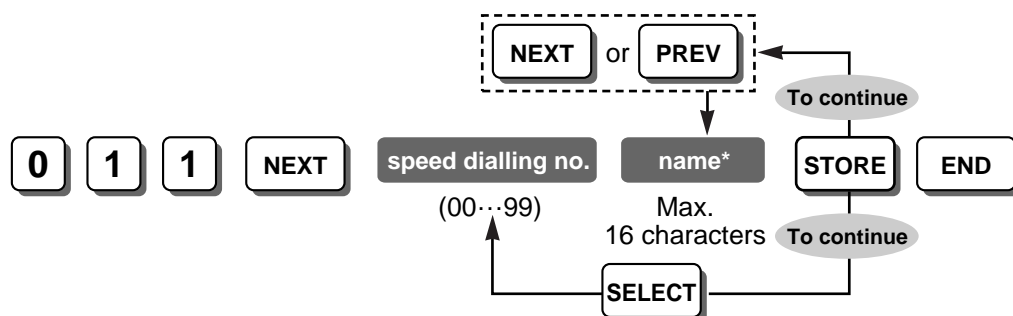 NEXT or PREV
To continue
0 1 1 NEXT speed dialling no. name* STORE END
(00···99) Max.
16 characters To continue
SELECT